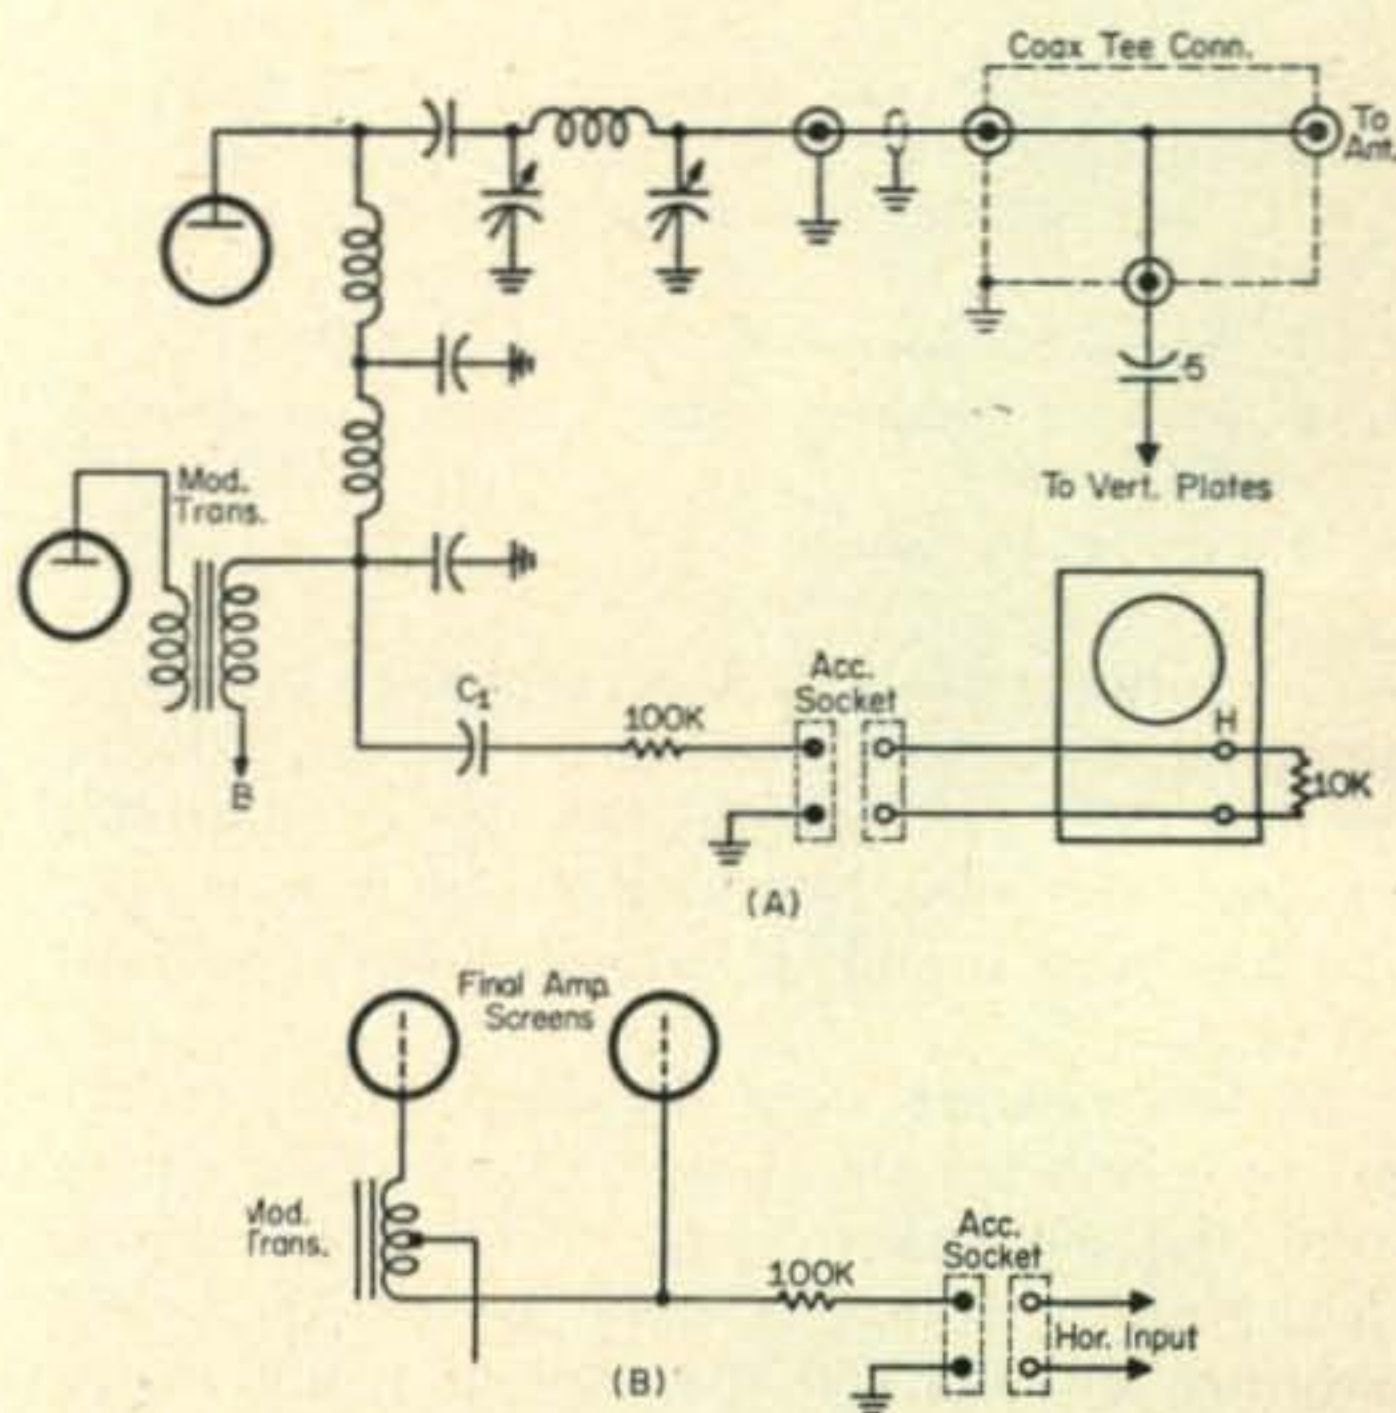 Coax Tee Conn.
To
Ant.
5
To Vert. Plates
Mod.
Trans.
B
C1
100K
Acc.
Socket
H
10K
(A)
Final Amp.
Screens
Mod.
Trans.
100K
Acc.
Socket
Hor. Input
(B)